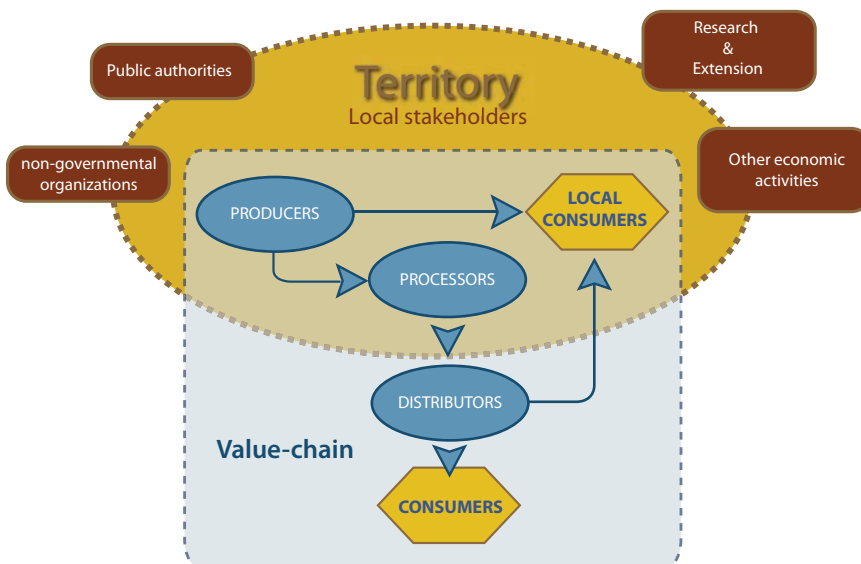 Public authorities
Research
&
Extension
Territory
Local stakeholders
non-governmental
organizations
Other economic
activities
PRODUCERS
LOCAL
CONSUMERS
PROCESSORS
DISTRIBUTORS
Value-chain
CONSUMERS